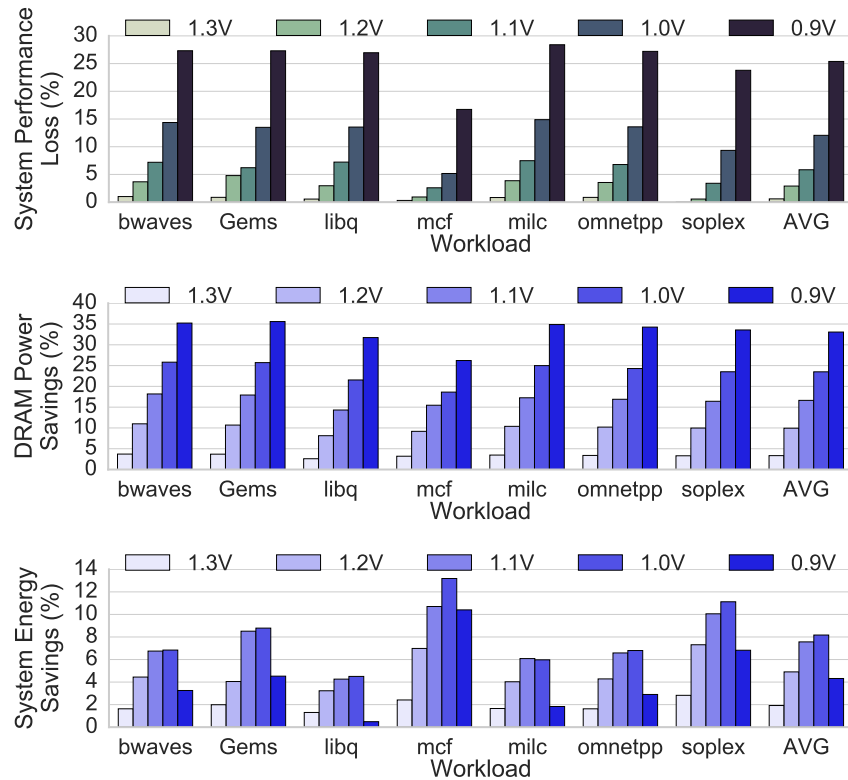 1.3V 1.2V 1.1V 1.0V 0.9V
System Performance
Loss (%)
30
25
20
15
10
5
0
bwaves Gems libq mcf milc omnetpp soplex AVG
Workload
1.3V 1.2V 1.1V 1.0V 0.9V
DRAM Power
Savings (%)
40
35
30
25
20
15
10
5
0
bwaves Gems libq mcf milc omnetpp soplex AVG
Workload
1.3V 1.2V 1.1V 1.0V 0.9V
System Energy
Savings (%)
14
12
10
8
6
4
2
0
bwaves Gems libq mcf milc omnetpp soplex AVG
Workload